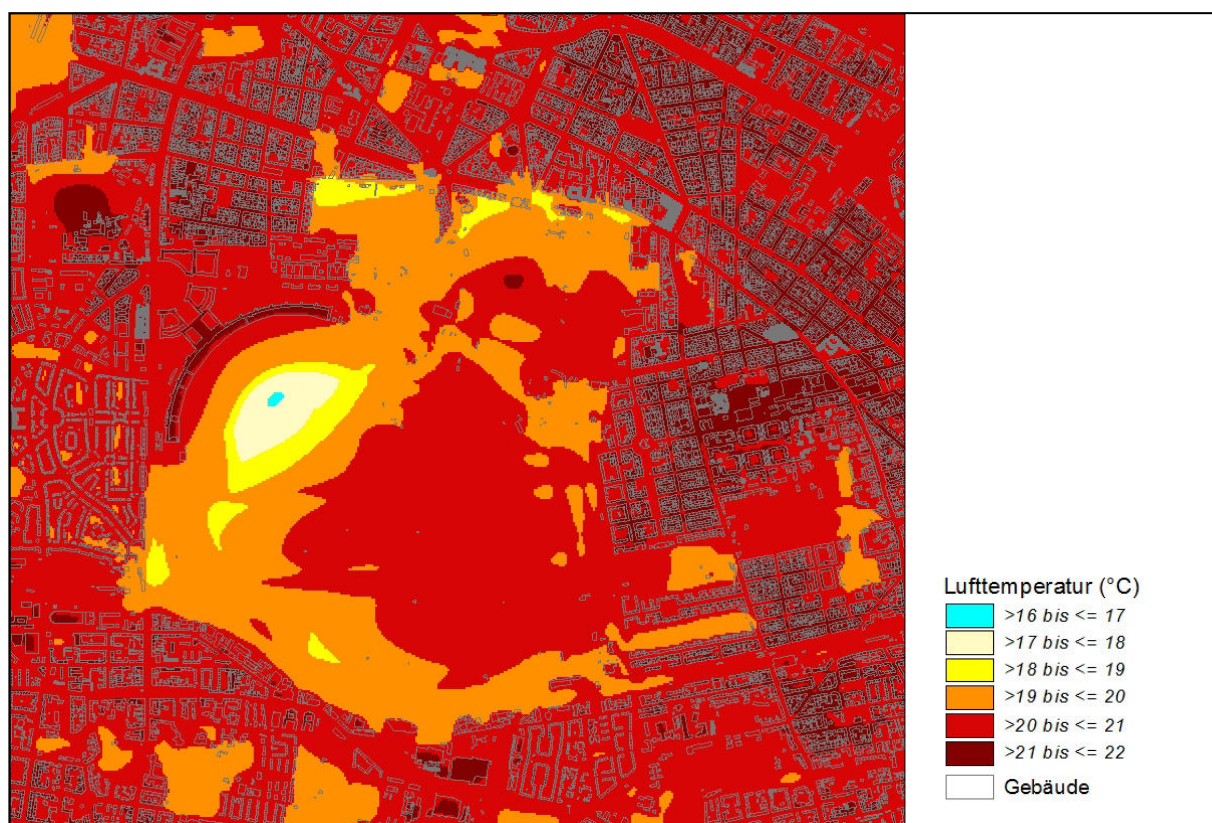 Lufttemperatur (°C)
>16 bis <= 17
>17 bis <= 18
>18 bis <= 19
>19 bis <= 20
>20 bis <= 21
>21 bis <= 22
Gebäude